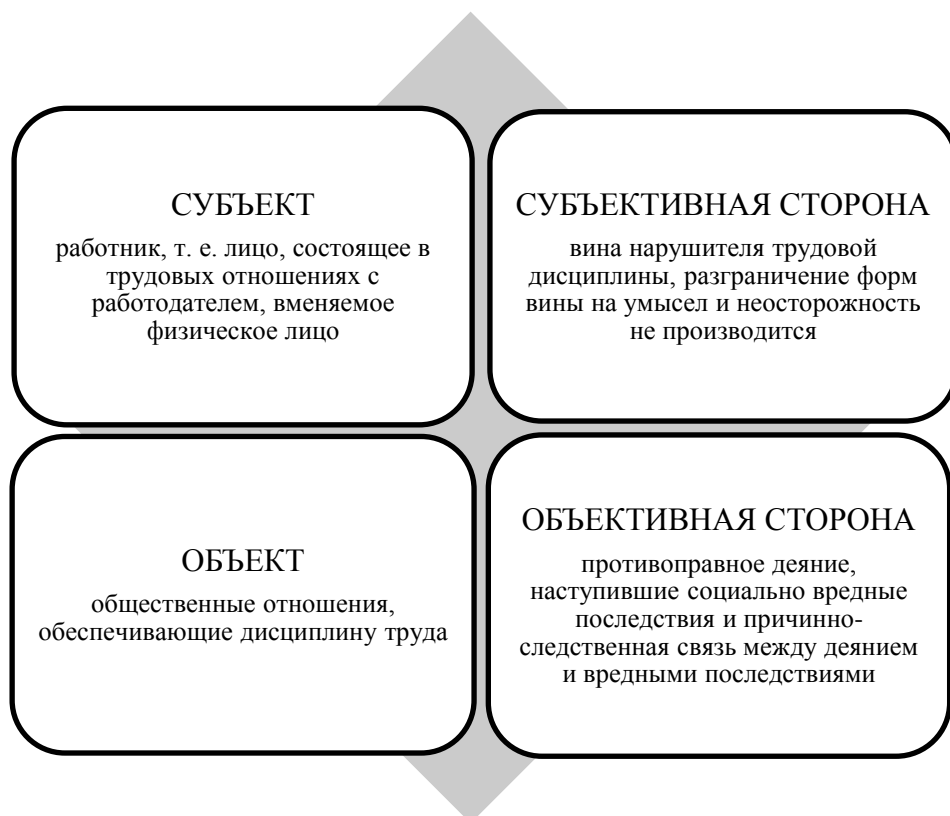 СУБЪЕКТ
работник, т. е. лицо, состоящее в
трудовых отношениях с
работодателем, вменяемое
физическое лицо
СУБЪЕКТИВНАЯ СТОРОНА
вина нарушителя трудовой
дисциплины, разграничение форм
вины на умысел и неосторожность
не производится
ОБЪЕКТ
общественные отношения,
обеспечивающие дисциплину труда
ОБЪЕКТИВНАЯ СТОРОНА
противоправное деяние,
наступившие социально вредные
последствия и причинно-
следственная связь между деянием
и вредными последствиями